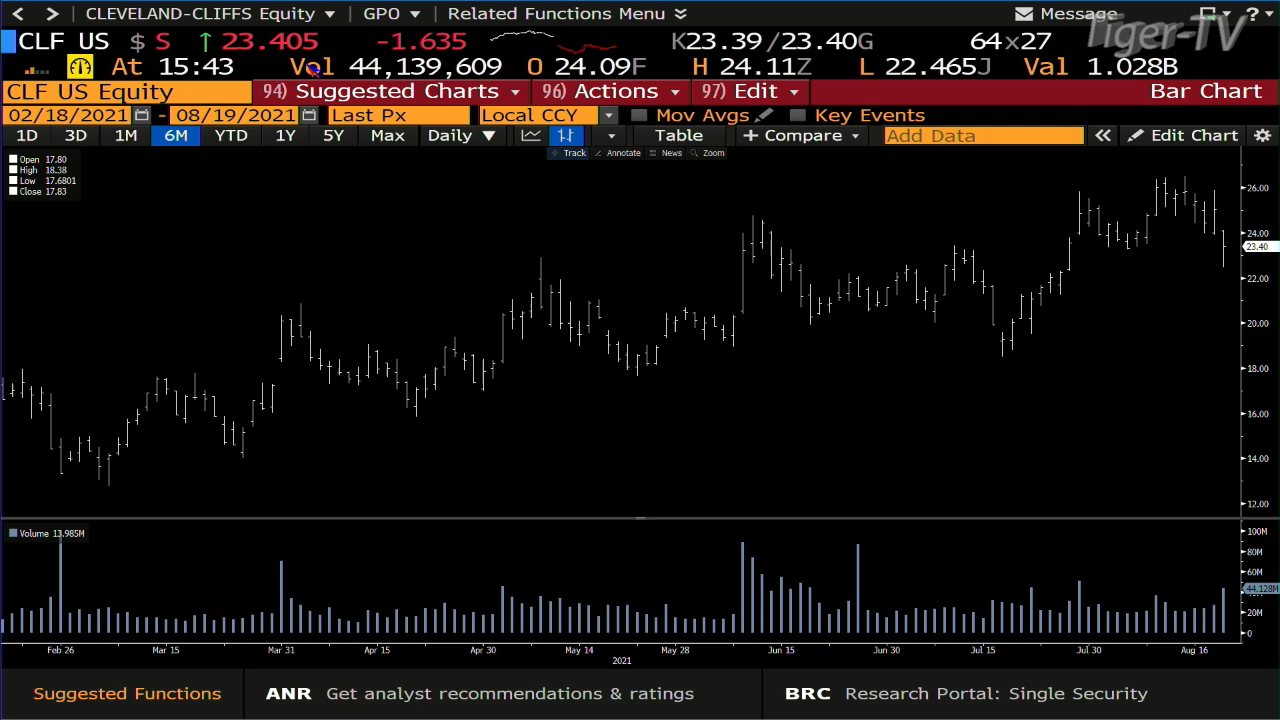 CLEVELAND-CLIFFS Equity GPO Related Functions Menu Message ?
Tiger-TV
CLF US $ S ↑ 23.405 -1.635 K23.39/23.40G 64x27
At 15:43 Vol 44,139,609 O 24.09F H 24.11Z L 22.465J Val 1.028B
CLF US Equity 94) Suggested Charts 96) Actions 97) Edit Bar Chart
02/18/2021 - 08/19/2021 Last Px Local CCY Mov Avgs Key Events
1D 3D 1M 6M YTD 1Y 5Y Max Daily ▼ Table + Compare Add Data « Edit Chart
Track Annotate News Zoom
Open 17.80
High 18.38
Low 17.6801
Close 17.83
26.00
24.00
23.40
22.00
20.00
18.00
16.00
14.00
12.00
Volume 13.985M
100M
80M
60M
44.128M
20M
0
Feb 26 Mar 15 Mar 31 Apr 15 Apr 30 May 14 May 28 Jun 15 Jun 30 Jul 15 Jul 30 Aug 16
2021
Suggested Functions ANR Get analyst recommendations & ratings BRC Research Portal: Single Security